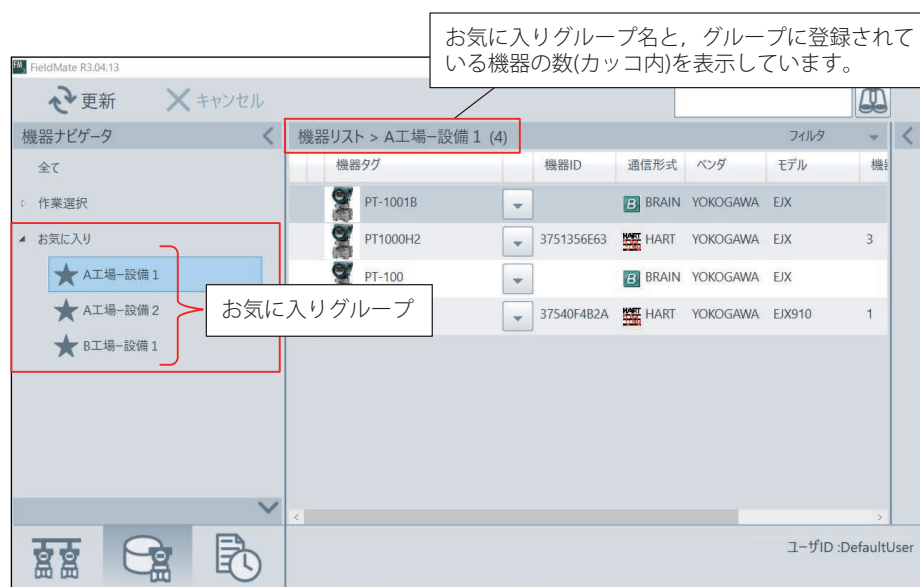 お気に入りグループ名と，グループに登録されて
いる機器の数(カッコ内)を表示しています。
FM FieldMate R3.04.13
更新 キャンセル
機器ナビゲータ
機器リスト > A工場−設備 1 (4) フィルタ
全て
作業選択
お気に入り
A工場−設備 1
A工場−設備 2
B工場−設備 1
お気に入りグループ
機器タグ 機器ID 通信形式 ベンダ モデル 機器
PT-1001B B BRAIN YOKOGAWA EJX
PT1000H2 3751356E63 HART HART YOKOGAWA EJX 3
PT-100 B BRAIN YOKOGAWA EJX
37540F4B2A HART HART YOKOGAWA EJX910 1
ユーザID :DefaultUser